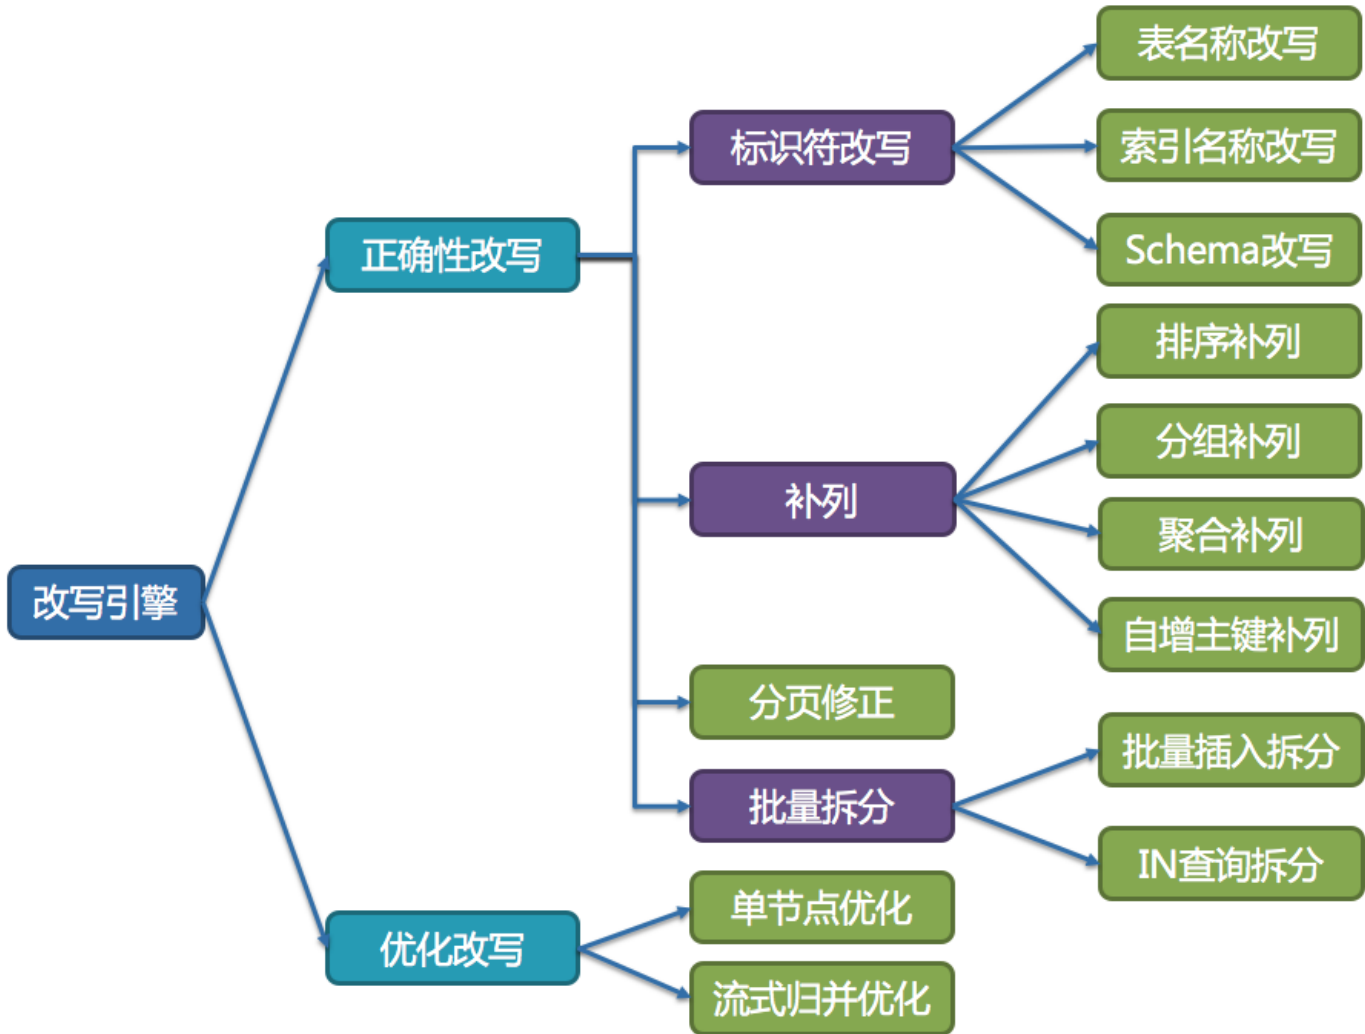 改写引擎
正确性改写
标识符改写
表名称改写
索引名称改写
Schema改写
补列
排序补列
分组补列
聚合补列
自增主键补列
分页修正
批量拆分
批量插入拆分
IN查询拆分
优化改写
单节点优化
流式归并优化